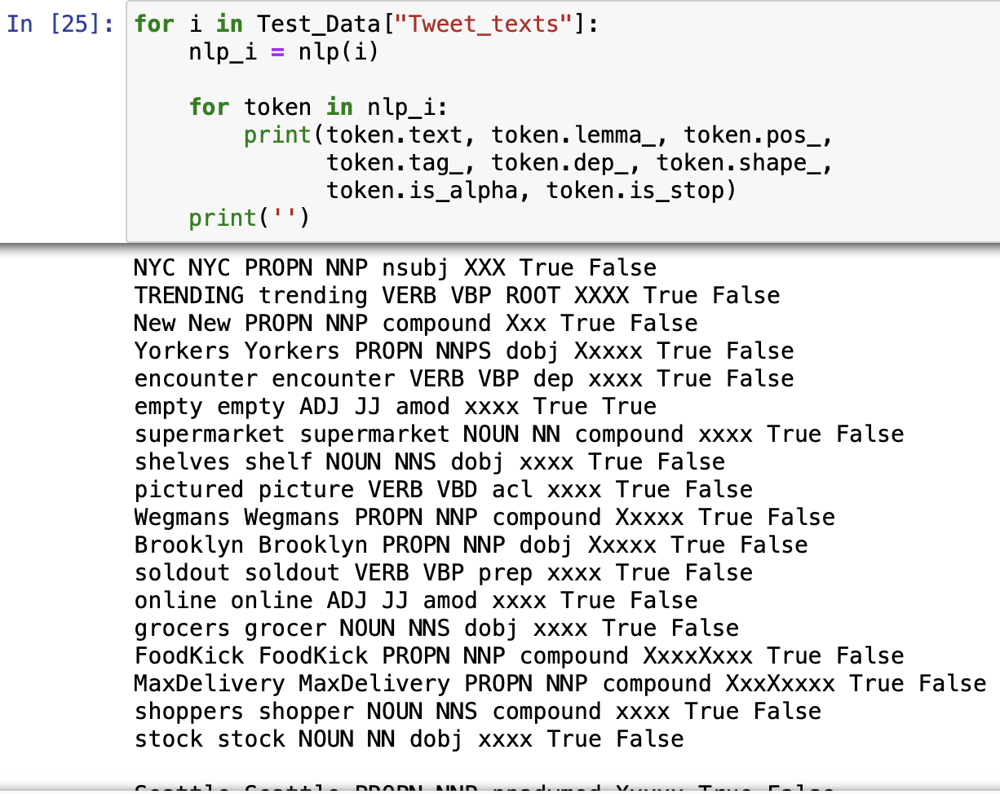 In [25]: for i in Test_Data["Tweet_texts"]:
nlp_i = nlp(i)
for token in nlp_i:
print(token.text, token.lemma_, token.pos_,
token.tag_, token.dep_, token.shape_,
token.is_alpha, token.is_stop)
print('')
NYC NYC PROPN NNP nsubj XXX True False
TRENDING trending VERB VBP ROOT XXXX True False
New New PROPN NNP compound Xxx True False
Yorkers Yorkers PROPN NNPS dobj Xxxxx True False
encounter encounter VERB VBP dep xxxx True False
empty empty ADJ JJ amod xxxx True True
supermarket supermarket NOUN NN compound xxxx True False
shelves shelf NOUN NNS dobj xxxx True False
pictured picture VERB VBD acl xxxx True False
Wegmans Wegmans PROPN NNP compound Xxxxx True False
Brooklyn Brooklyn PROPN NNP dobj Xxxxx True False
soldout soldout VERB VBP prep xxxx True False
online online ADJ JJ amod xxxx True False
grocers grocer NOUN NNS dobj xxxx True False
FoodKick FoodKick PROPN NNP compound XxxxXxxx True False
MaxDelivery MaxDelivery PROPN NNP compound XxxXxxxx True False
shoppers shopper NOUN NNS compound xxxx True False
stock stock NOUN NN dobj xxxx True False